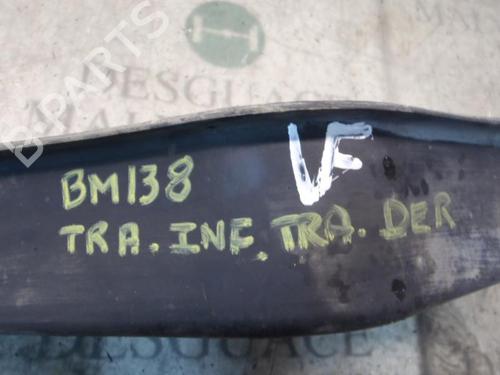 B-PARTS
DESGUACE
VF
BM138
TRA. INF. TRA. DER
DESGUACE